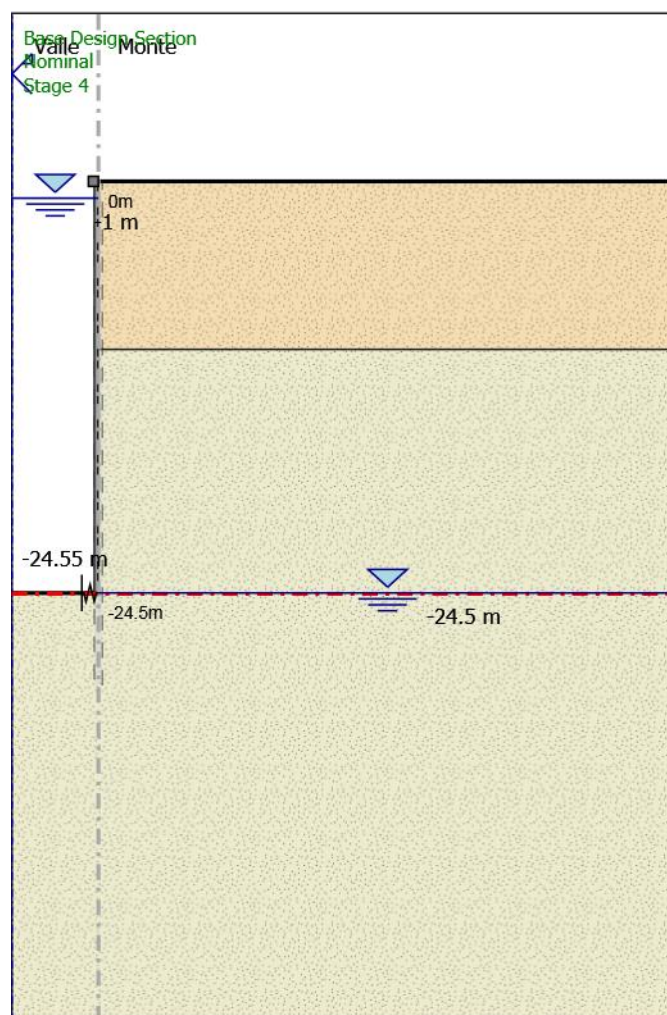 Base Design Section
Valle Monte
Nominal
Stage 4
0m
+1 m
-24.55 m
-24.5m
-24.5 m